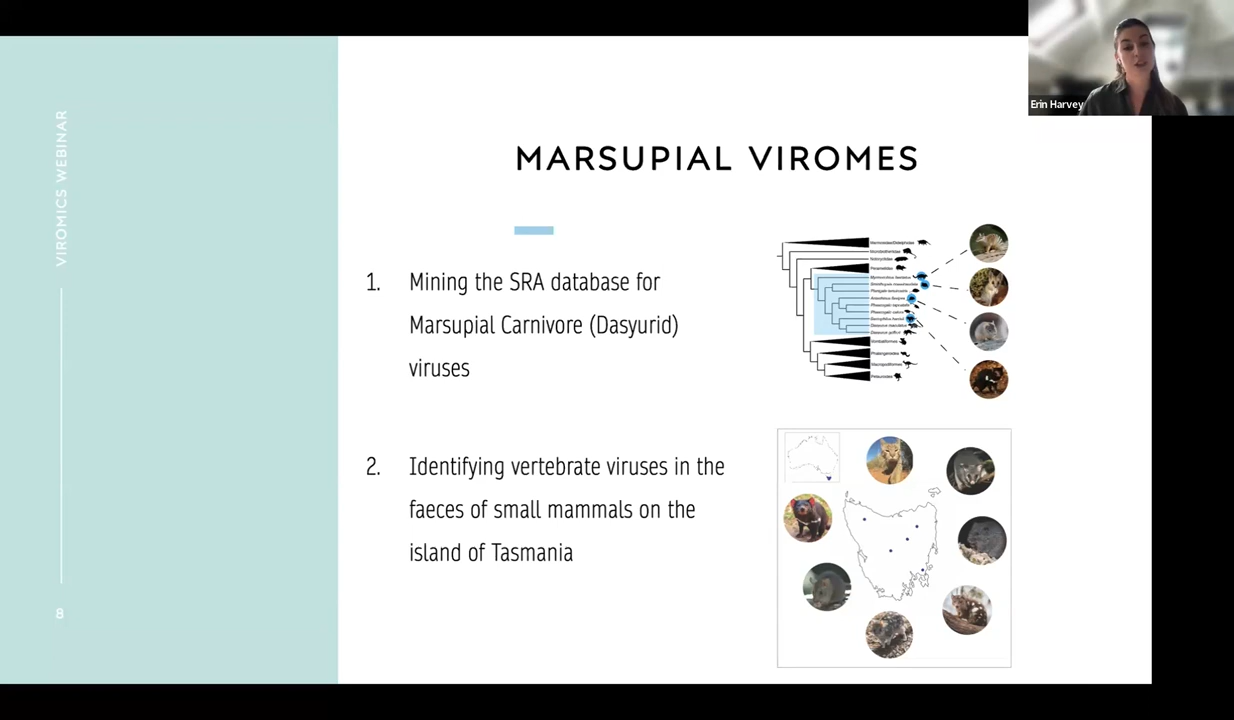 VIROMICS WEBINAR
8
Erin Harvey
MARSUPIAL VIROMES
1. Mining the SRA database for
Marsupial Carnivore (Dasyurid)
viruses
2. Identifying vertebrate viruses in the
faeces of small mammals on the
island of Tasmania